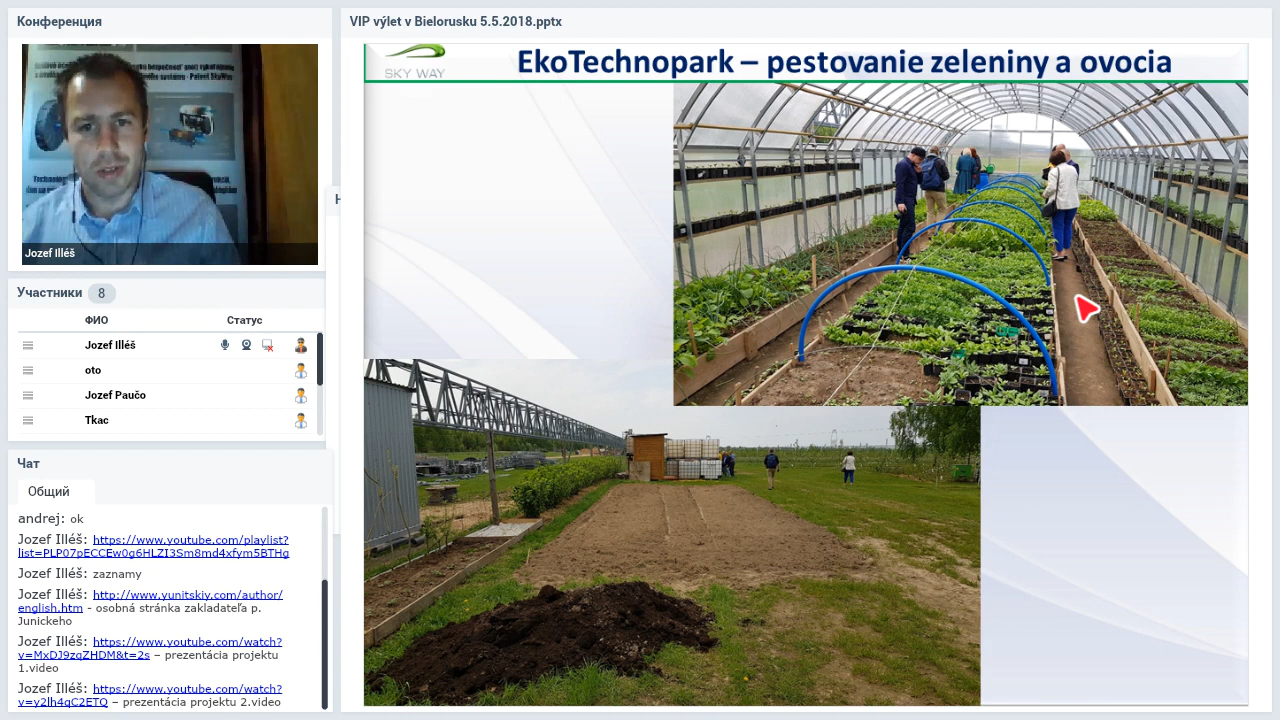 Конференция
Jozef Illéš
Участники 8
ФИО Статус
Jozef Illéš
oto
Jozef Paučo
Tkac
Чат
Общий
andrej: ok
Jozef Illéš: https://www.youtube.com/playlist?
list=PLP07pECCEw0g6HLZI3Sm8md4xfym5BTHg
Jozef Illéš: zaznamy
Jozef Illéš: http://www.yunitskiy.com/author/
english.htm - osobná stránka zakladateľa p.
Junickeho
Jozef Illéš: https://www.youtube.com/watch?
v=MxDJ9zqZHDM&t=2s – prezentácia projektu
1.video
Jozef Illéš: https://www.youtube.com/watch?
v=y2lh4qC2ETQ – prezentácia projektu 2.video
VIP výlet v Bielorusku 5.5.2018.pptx
SKY WAY
EkoTechnopark – pestovanie zeleniny a ovocia